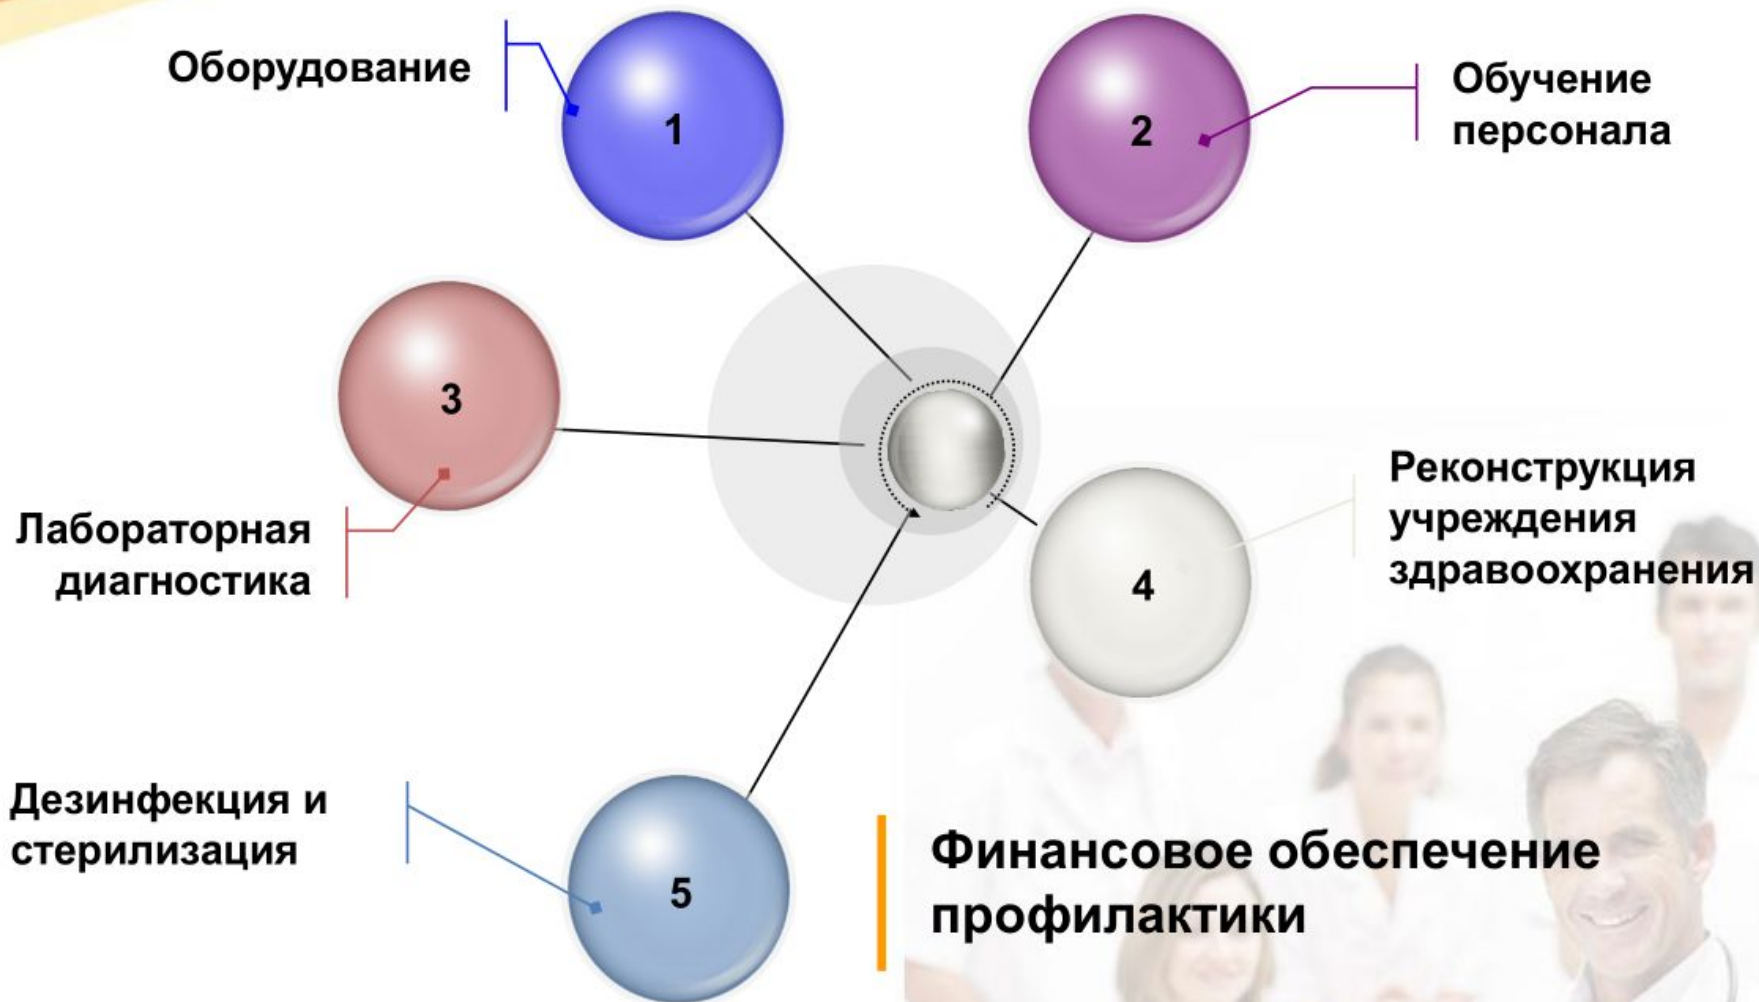 Оборудование
1
2
Обучение
персонала
3
Лабораторная
диагностика
4
Реконструкция
учреждения
здравоохранения
Дезинфекция и
стерилизация
5
Финансовое обеспечение
профилактики